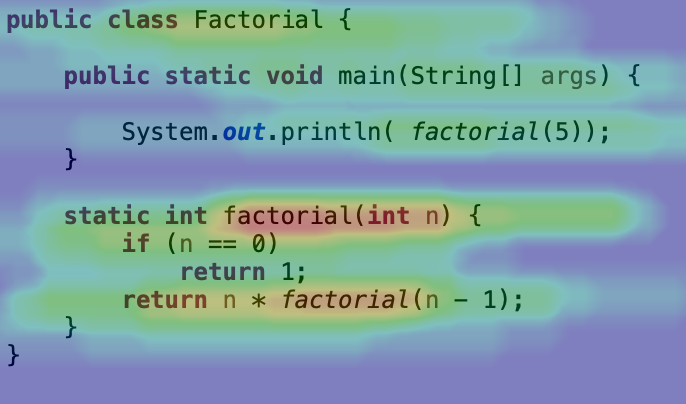 public class Factorial {
public static void main(String[] args) {
System.out.println( factorial(5));
}
static int factorial(int n) {
if (n == 0)
return 1;
return n * factorial(n - 1);
}
}